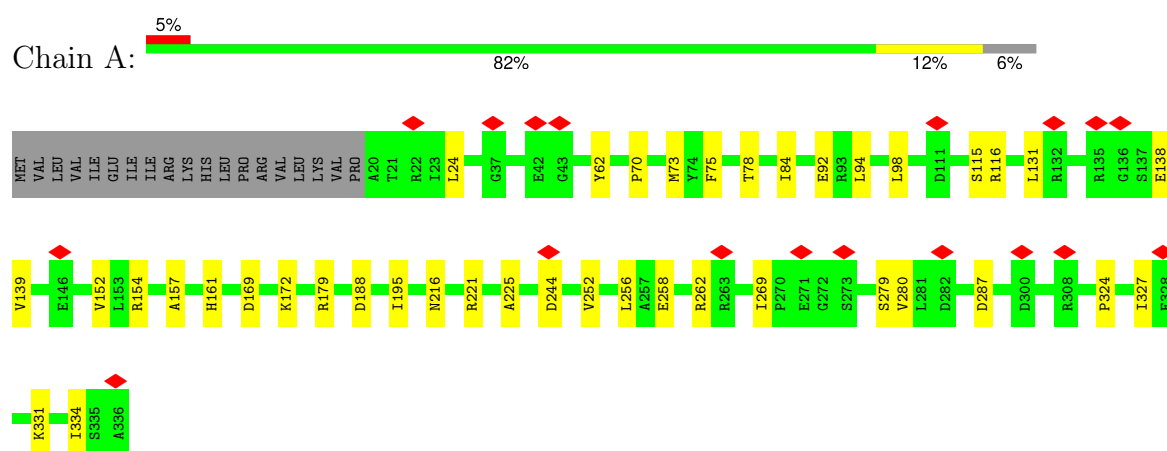 5%
Chain A:
82% 12% 6%
MET VAL LEU VAL ILE GLU ILE ILE ARG LYS HIS LEU PRO ARG VAL LEU LYS VAL PRO A20 T21 R22 I23 L24 G37 E42 G43 Y62 P70 M73 Y74 F75 T78 I84 E92 R93 L94 L98 D111 S115 R116 L131 R132 R135 G136 S137 E138
V139 E146 V152 L153 R154 A157 H161 D169 K172 R179 D188 I195 N216 R221 A225 D244 V252 L256 A257 E258 R262 R263 I269 P270 E271 G272 S273 S279 V280 L281 D282 D287 D300 R308 P324 I327
K331 I334 S335 A336